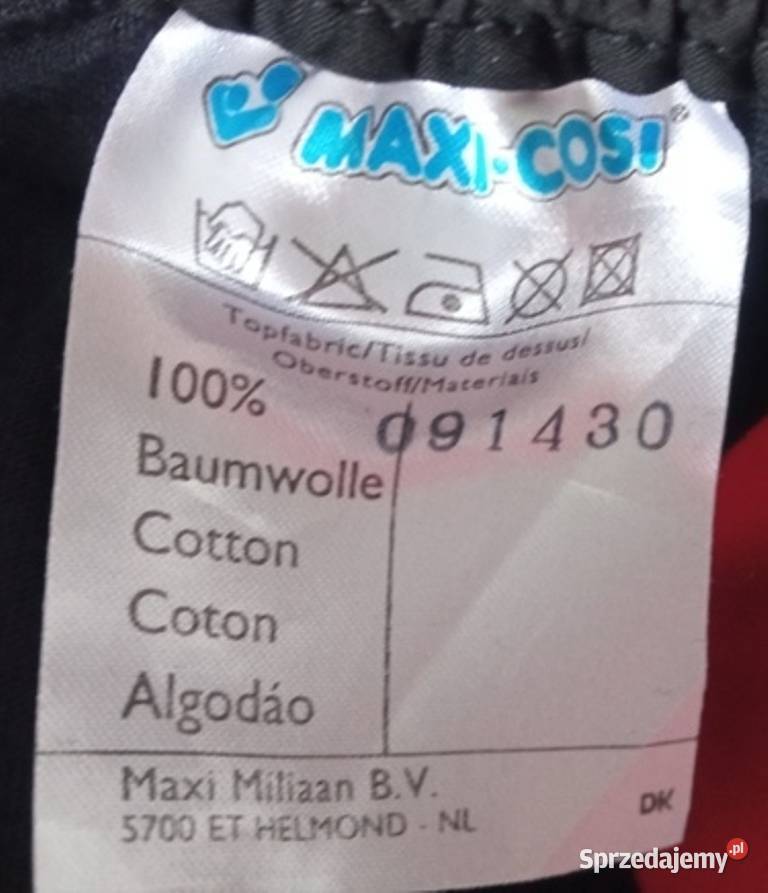 MAXI-COSI®
Topfabric/Tissu de dessus/
Oberstoff/Materiais
100%
091430
Baumwolle
Cotton
Coton
Algodáo
Maxi Miliaan B.V.
5700 ET HELMOND - NL
DK
Sprzedajemy.pl